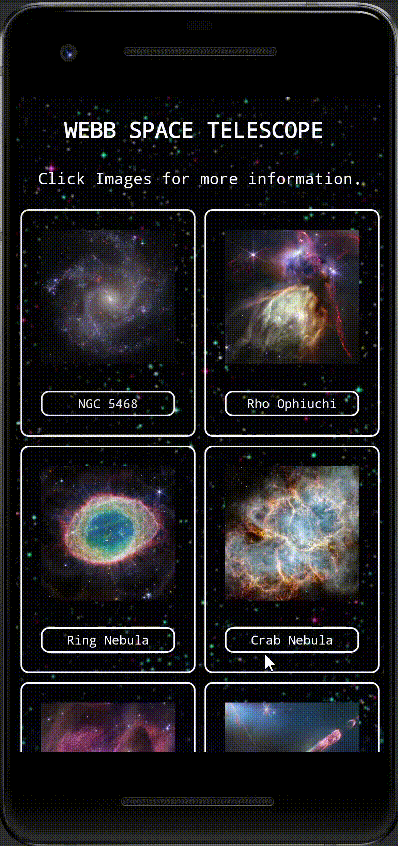 WEBB SPACE TELESCOPE
Click Images for more information.
NGC 5468
Rho Ophiuchi
Ring Nebula
Crab Nebula